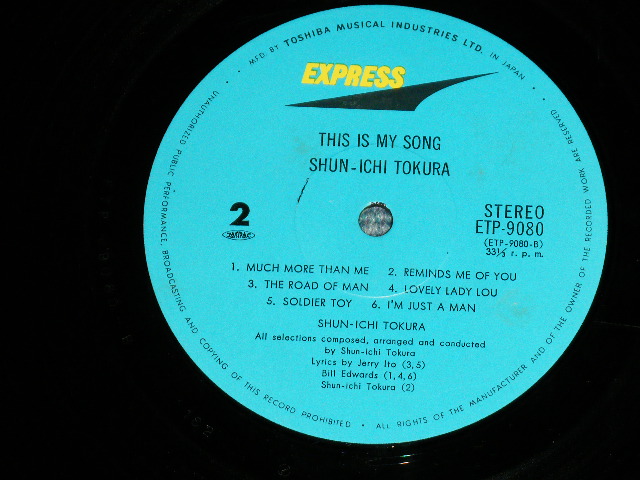 MFD BY TOSHIBA MUSICAL INDUSTRIES LTD. IN JAPAN
EXPRESS
THIS IS MY SONG
SHUN-ICHI TOKURA
2
STEREO
ETP-9080
(ETP-9080-B)
33⅓ r. p. m.
1. MUCH MORE THAN ME 2. REMINDS ME OF YOU
3. THE ROAD OF MAN 4. LOVELY LADY LOU
5. SOLDIER TOY 6. I'M JUST A MAN
SHUN-ICHI TOKURA
All selections composed, arranged and conducted
by Shun-ichi Tokura
Lyrics by Jerry Ito (3,5)
Bill Edwards (1,4,6)
Shun-ichi Tokura (2)
UNAUTHORIZED PUBLIC PERFORMANCE, BROADCASTING AND COPYING OF THIS RECORD PROHIBITED • ALL RIGHTS OF THE MANUFACTURER AND OF THE OWNER OF THE RECORDED WORK ARE RESERVED